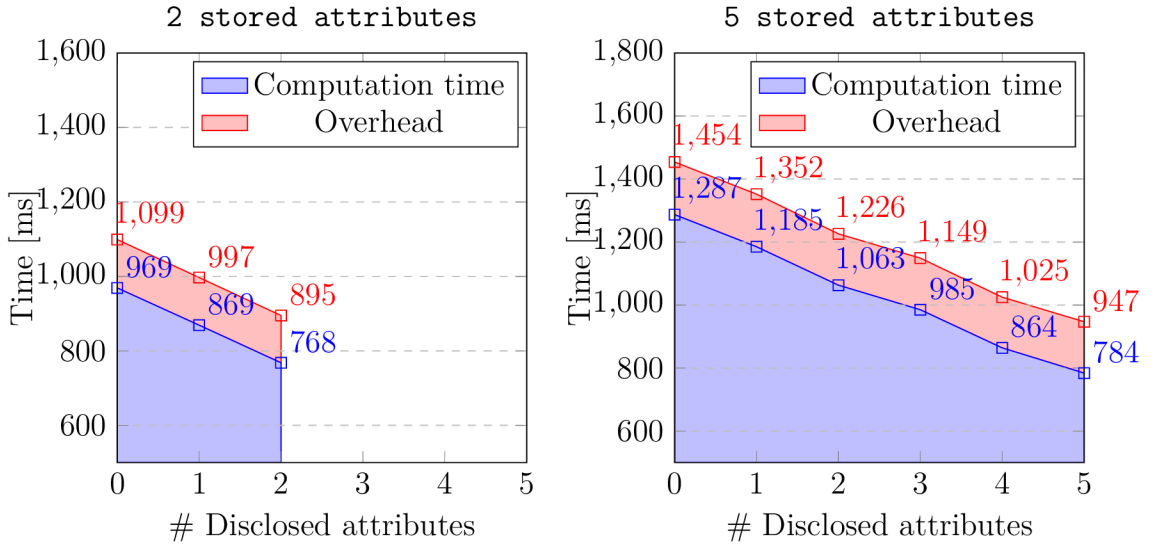 2 stored attributes
1,600
1,400
1,200
1,000
800
600
Time [ms]
Computation time
Overhead
1,099
997
895
969
869
768
0 1 2 3 4 5
# Disclosed attributes
5 stored attributes
1,800
1,600
1,400
1,200
1,000
800
600
Time [ms]
Computation time
Overhead
1,454
1,352
1,226
1,149
1,025
947
1,287
1,185
1,063
985
864
784
0 1 2 3 4 5
# Disclosed attributes